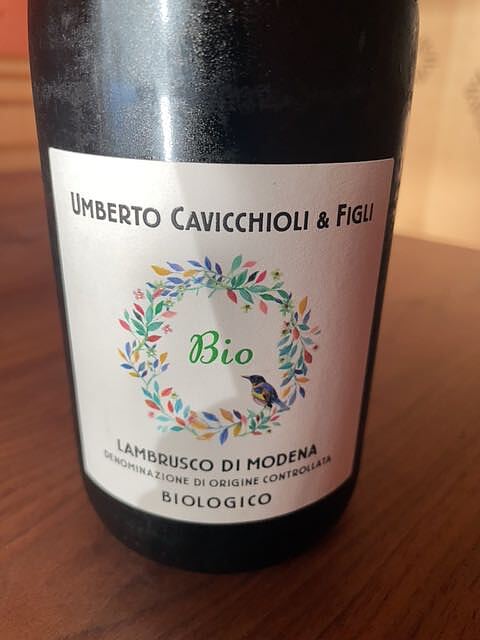 UMBERTO CAVICCHIOLI & FIGLI
Bio
LAMBRUSCO DI MODENA
DENOMINAZIONE DI ORIGINE CONTROLLATA
BIOLOGICO